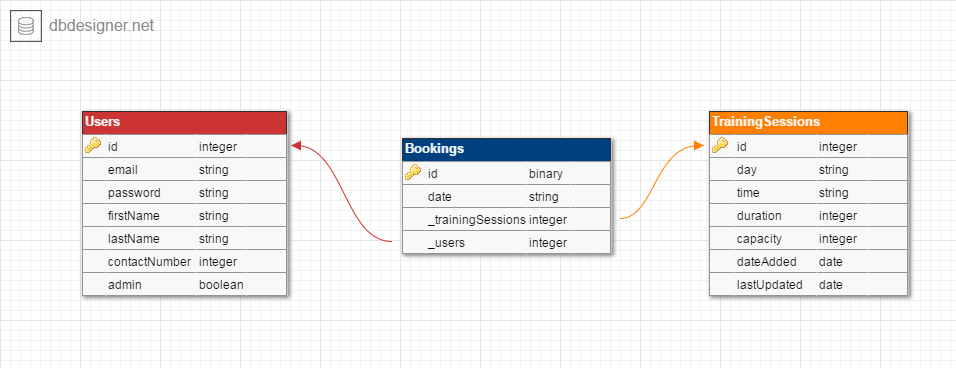 dbdesigner.net
Users
id integer
email string
password string
firstName string
lastName string
contactNumber integer
admin boolean
Bookings
id binary
date string
_trainingSessions integer
_users integer
TrainingSessions
id integer
day string
time string
duration integer
capacity integer
dateAdded date
lastUpdated date